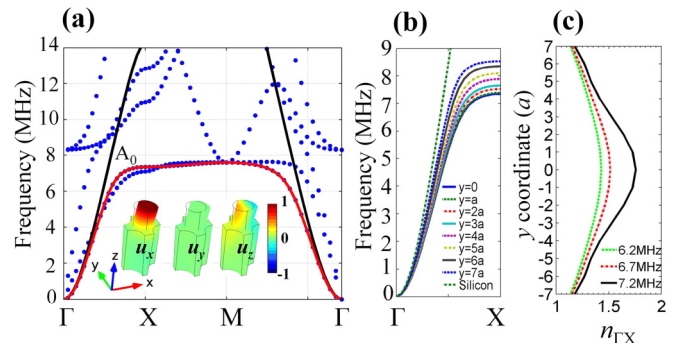 (a)
Frequency (MHz)
14
12
10
8
6
4
2
0
A0
ux
uy
uz
1
0
-1
y
z
x
Γ
X
M
Γ
(b)
Frequency (MHz)
9
8
7
6
5
4
3
2
1
0
y=0
y=a
y=2a
y=3a
y=4a
y=5a
y=6a
y=7a
Silicon
Γ
X
(c)
y coordinate (a)
7
6
5
4
3
2
1
0
-1
-2
-3
-4
-5
-6
-7
6.2MHz
6.7MHz
7.2MHz
1
1.5
2
nΓX